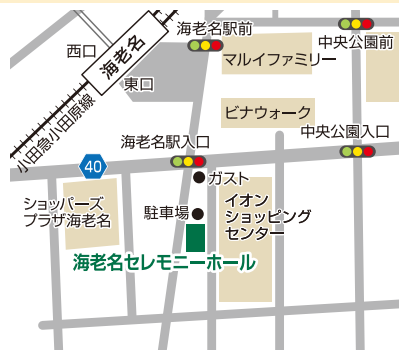 海老名駅前
中央公園前
西口
海老名
マルイファミリー
東口
小田急小田原線
ビナウォーク
海老名駅入口
中央公園入口
40
ガスト
ショッパーズ
プラザ海老名
駐車場
イオン
ショッピング
センター
海老名セレモニーホール